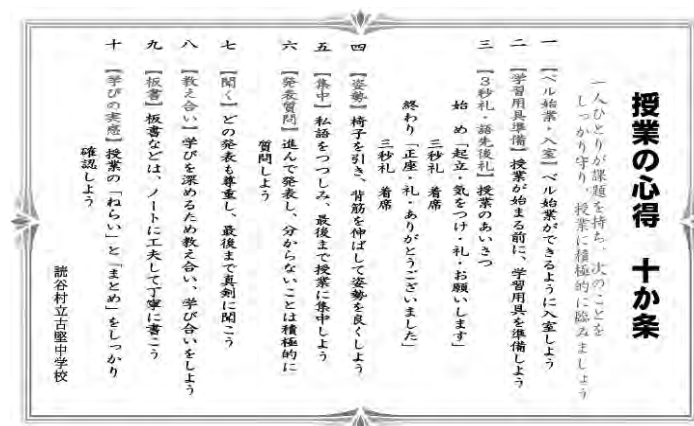 授業の心得　十か条
一人ひとりが課題を持ち、次のことを
しっかり守り、授業に積極的に臨みましょう
一　【ベル始業・入室】ベル始業ができるように入室しよう
二　【学習用具準備】授業が始まる前に、学習用具を準備しよう
三　【3秒礼・語先後礼】授業のあいさつ
始　め「起立・気をつけ・礼・お願いします」
三秒礼　着席
終わり「正座・礼・ありがとうございました」
三秒礼　着席
四　【姿勢】椅子を引き、背筋を伸ばして姿勢を良くしよう
五　【集中】私語をつつしみ、最後まで授業に集中しよう
六　【発表質問】進んで発表し、分からないことは積極的に
質問しよう
七　【聞く】どの発表も尊重し、最後まで真剣に聞こう
八　【教え合い】学びを深めるため教え合い、学び合いをしよう
九　【板書】板書などは、ノートに工夫して丁寧に書こう
十　【学びの実感】授業の「ねらい」と「まとめ」をしっかり
確認しよう
読谷村立古堅中学校